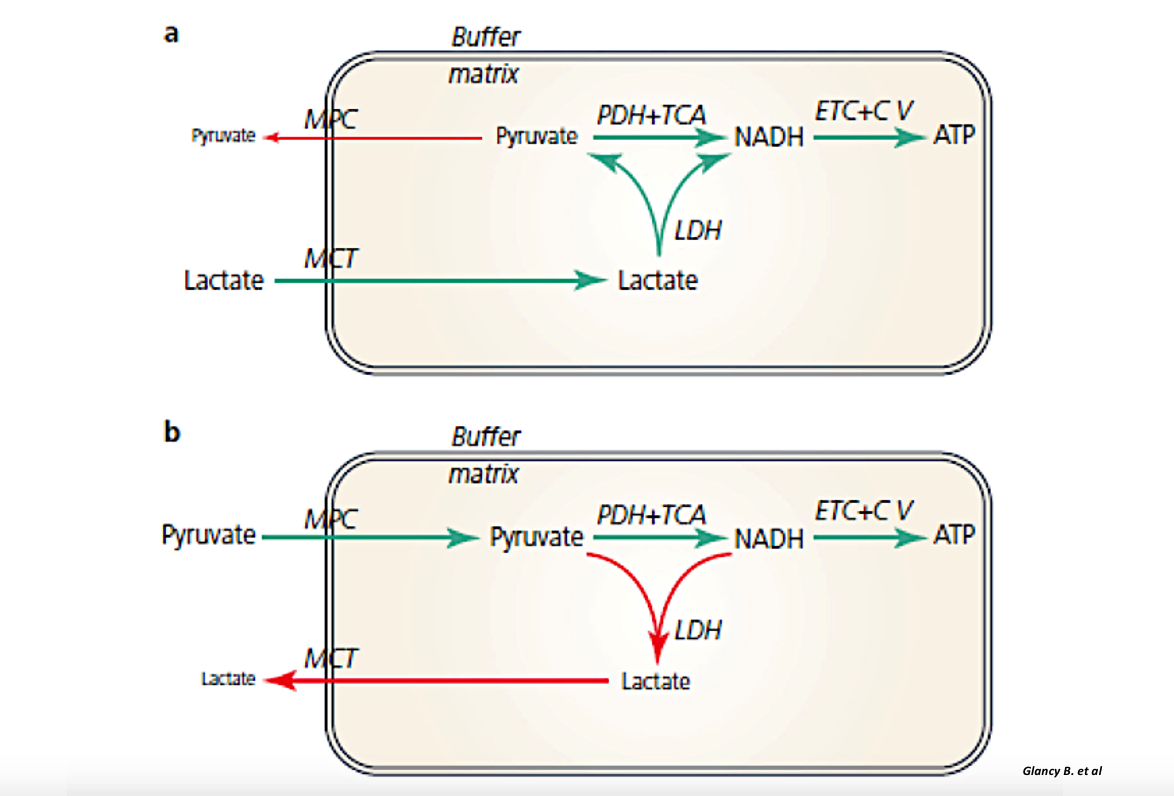 a
Buffer
matrix
MPC
PDH+TCA
ETC+C V
Pyruvate
Pyruvate
NADH
ATP
LDH
MCT
Lactate
Lactate
b
Buffer
matrix
MPC
PDH+TCA
ETC+C V
Pyruvate
Pyruvate
NADH
ATP
LDH
MCT
Lactate
Lactate
Glancy B. et al